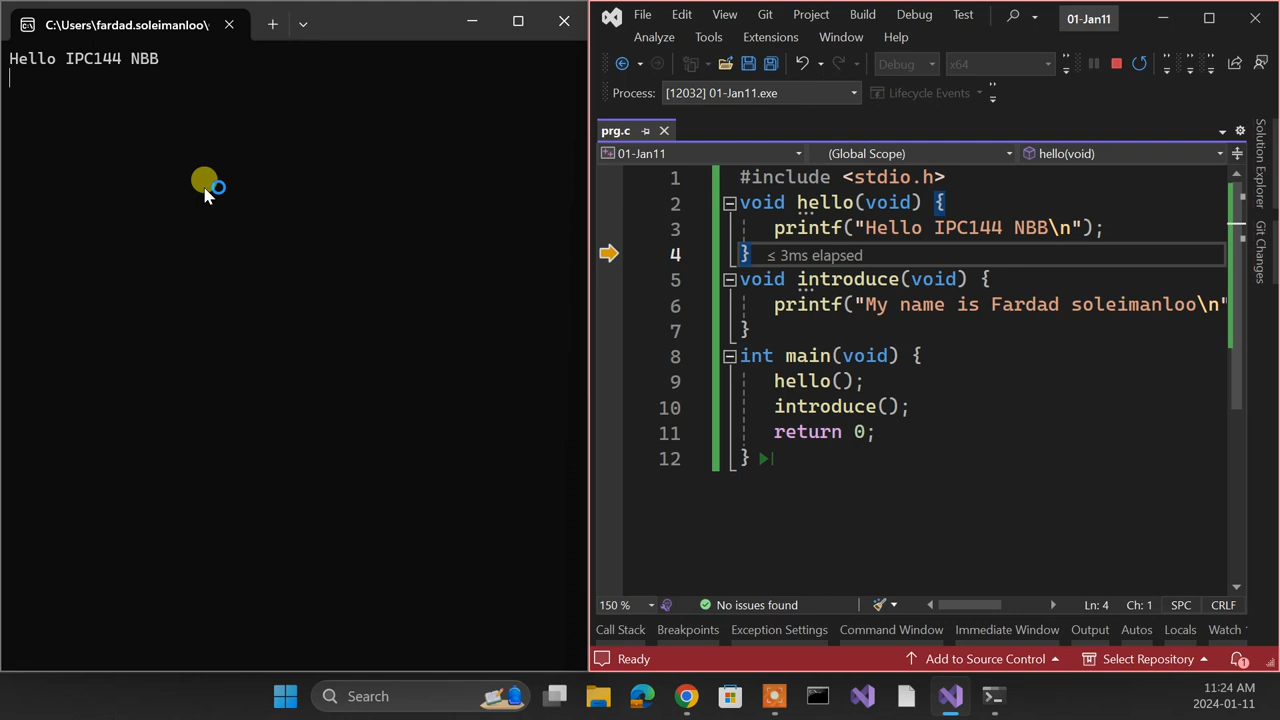 C:\Users\fardad.soleimanloo\
Hello IPC144 NBB
File Edit View Git Project Build Debug Test
01-Jan11
Analyze Tools Extensions Window Help
Debug x64
Process: [12032] 01-Jan11.exe Lifecycle Events
prg.c
01-Jan11 (Global Scope) hello(void)
1 #include <stdio.h>
2 void hello(void) {
3 printf("Hello IPC144 NBB\n");
4 } ≤ 3ms elapsed
5 void introduce(void) {
6 printf("My name is Fardad soleimanloo\n"
7 }
8 int main(void) {
9 hello();
10 introduce();
11 return 0;
12 }
Solution Explorer
Git Changes
150 % No issues found Ln: 4 Ch: 1 SPC CRLF
Call Stack Breakpoints Exception Settings Command Window Immediate Window Output Autos Locals Watch
Ready Add to Source Control Select Repository 1
Search
11:24 AM
2024-01-11